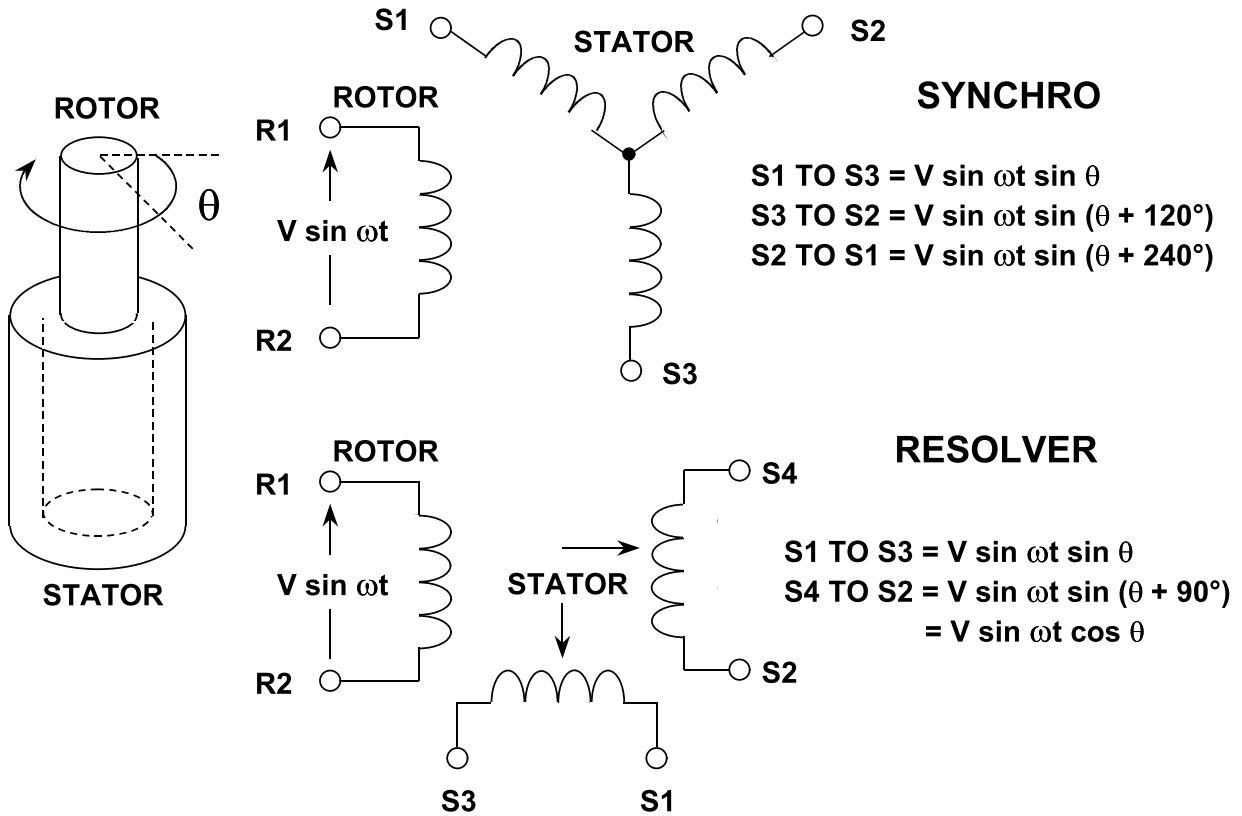 ROTOR
θ
STATOR
ROTOR
R1
V sin ωt
R2
S1
STATOR
S2
S3
SYNCHRO
S1 TO S3 = V sin ωt sin θ
S3 TO S2 = V sin ωt sin (θ + 120°)
S2 TO S1 = V sin ωt sin (θ + 240°)
ROTOR
R1
V sin ωt
R2
STATOR
S4
S2
S3
S1
RESOLVER
S1 TO S3 = V sin ωt sin θ
S4 TO S2 = V sin ωt sin (θ + 90°)
= V sin ωt cos θ